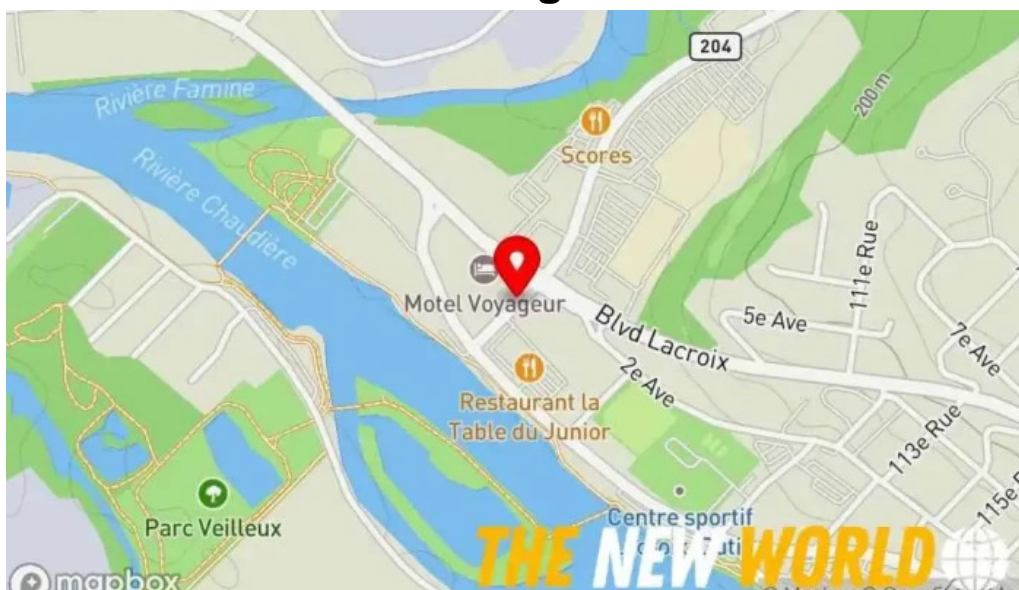 204
Rivière Famine
200 m
Scores
Rivière Chaudière
111e Rue
Motel Voyageur
Blvd Lacroix
5e Ave
7e Ave
2e Ave
Restaurant la
Table du Junior
113e Rue
115e
Parc Veilleux
Centre sportif
THE NEW WORLD
mapbox